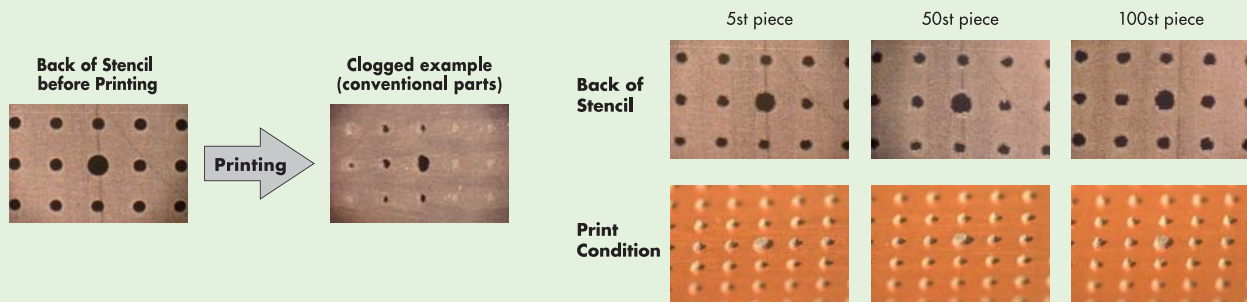 Back of Stencil
before Printing
Printing
Clogged example
(conventional parts)
5st piece
50st piece
100st piece
Back of
Stencil
Print
Condition